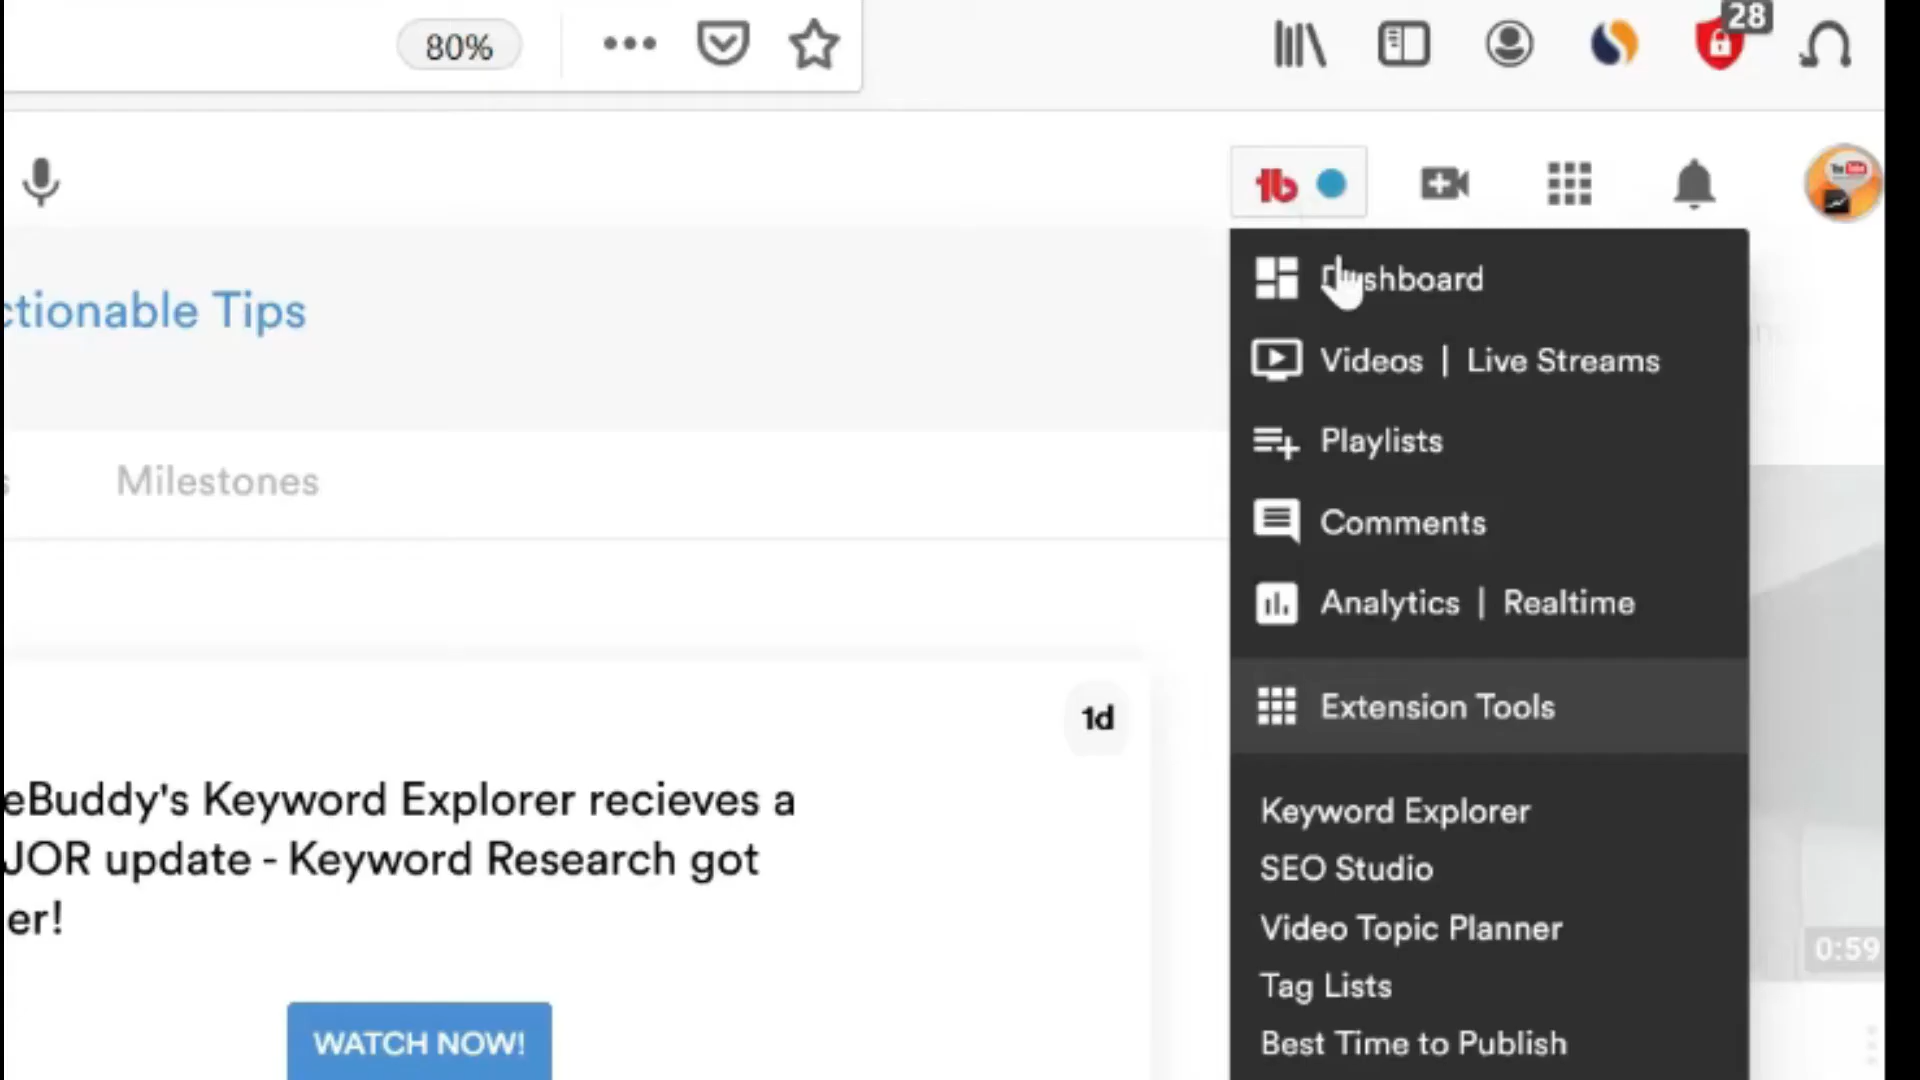 80%
28
tb
ctionable Tips
Dashboard
Videos | Live Streams
Playlists
Comments
Analytics | Realtime
Milestones
Extension Tools
1d
eBuddy's Keyword Explorer recieves a
JOR update - Keyword Research got
er!
Keyword Explorer
SEO Studio
Video Topic Planner
Tag Lists
Best Time to Publish
0:59
WATCH NOW!